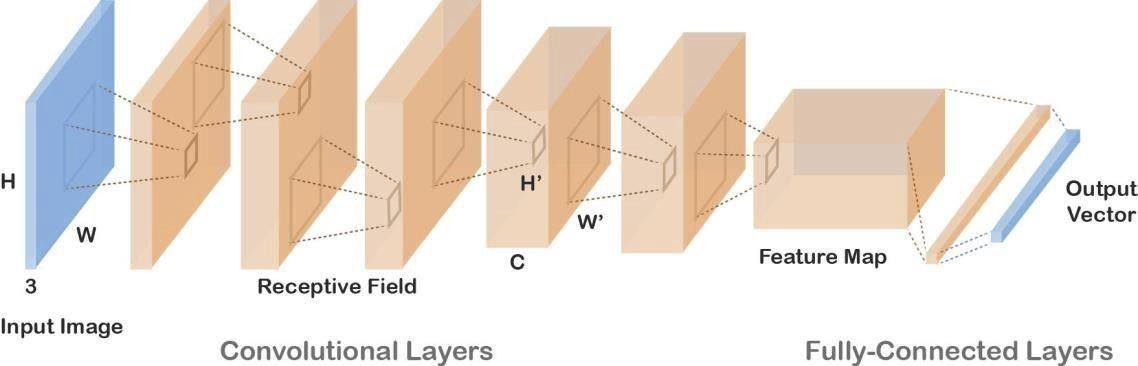 H
W
3
Input Image
Receptive Field
H'
W'
C
Feature Map
Output
Vector
Convolutional Layers
Fully-Connected Layers